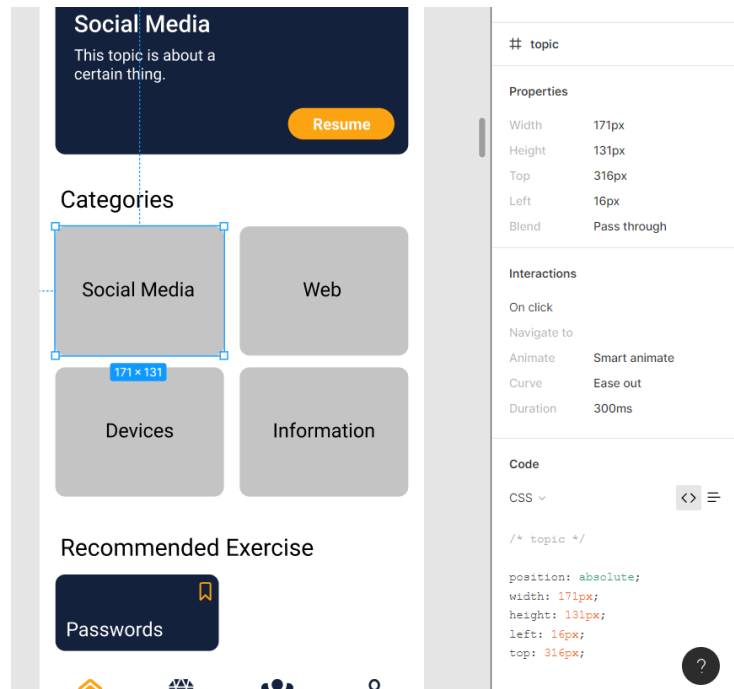 Social Media
This topic is about a
certain thing.
Resume
Categories
Social Media
Web
171 × 131
Devices
Information
Recommended Exercise
Passwords
topic
Properties
Width 171px
Height 131px
Top 316px
Left 16px
Blend Pass through
Interactions
On click
Navigate to
Animate Smart animate
Curve Ease out
Duration 300ms
Code
CSS
/* topic */
position: absolute;
width: 171px;
height: 131px;
left: 16px;
top: 316px;
?